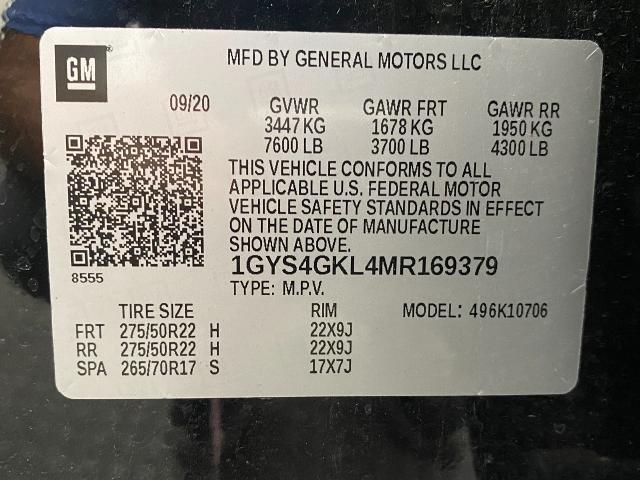 GM
MFD BY GENERAL MOTORS LLC
09/20 GVWR GAWR FRT GAWR RR
3447 KG 1678 KG 1950 KG
7600 LB 3700 LB 4300 LB
THIS VEHICLE CONFORMS TO ALL
APPLICABLE U.S. FEDERAL MOTOR
VEHICLE SAFETY STANDARDS IN EFFECT
ON THE DATE OF MANUFACTURE
SHOWN ABOVE.
8555
1GYS4GKL4MR169379
TYPE: M.P.V.
TIRE SIZE RIM MODEL: 496K10706
FRT 275/50R22 H 22X9J
RR 275/50R22 H 22X9J
SPA 265/70R17 S 17X7J